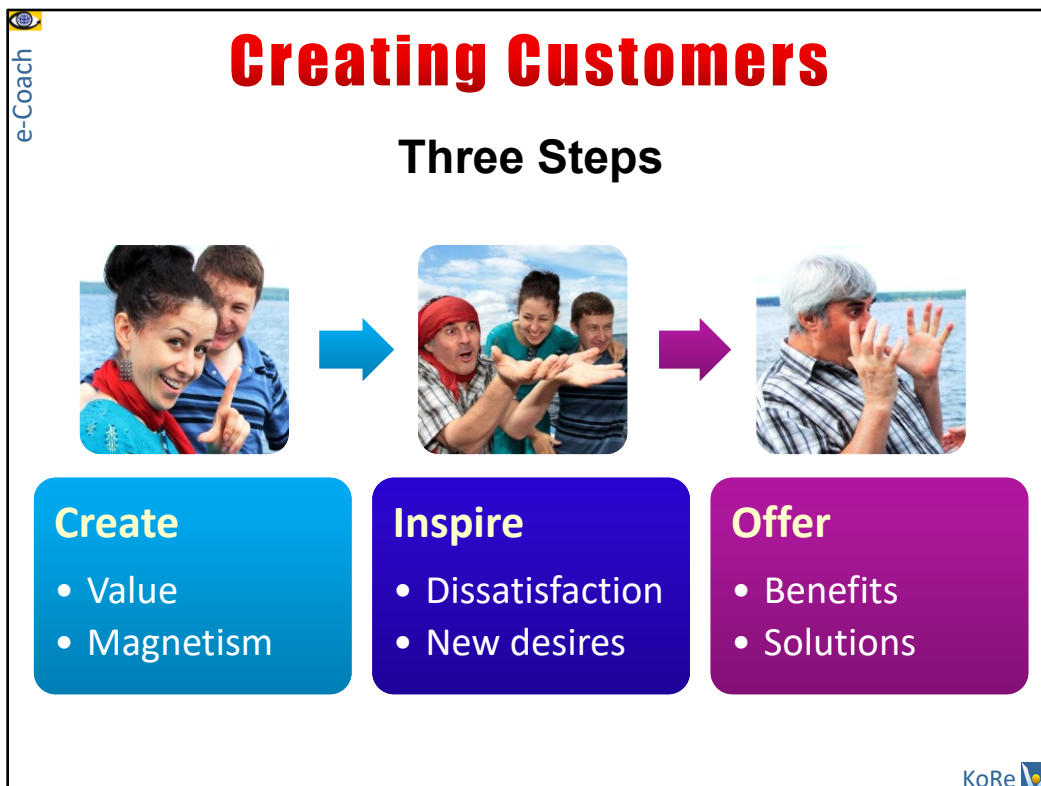 e-Coach
Creating Customers
Three Steps
Create
• Value
• Magnetism
Inspire
• Dissatisfaction
• New desires
Offer
• Benefits
• Solutions
KoRe